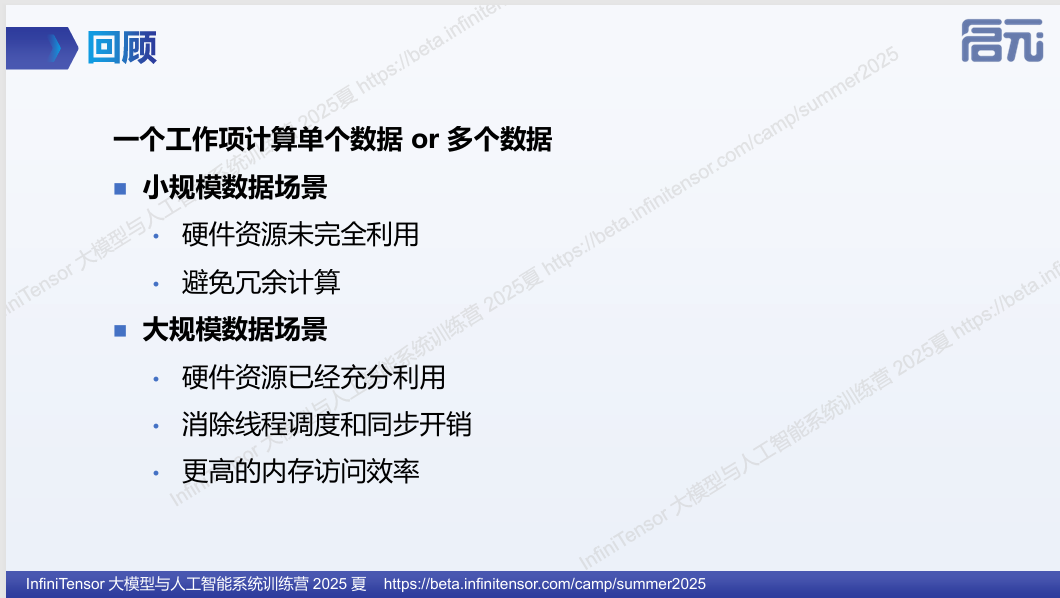 回顾
启元
一个工作项计算单个数据 or 多个数据
小规模数据场景
硬件资源未完全利用
避免冗余计算
大规模数据场景
硬件资源已经充分利用
消除线程调度和同步开销
更高的内存访问效率
InfiniTensor 大模型与人工智能系统训练营 2025夏 https://beta.infinitensor.com/camp/summer2025
InfiniTensor 大模型与人工智能系统训练营 2025 夏 https://beta.infinitensor.com/camp/summer2025